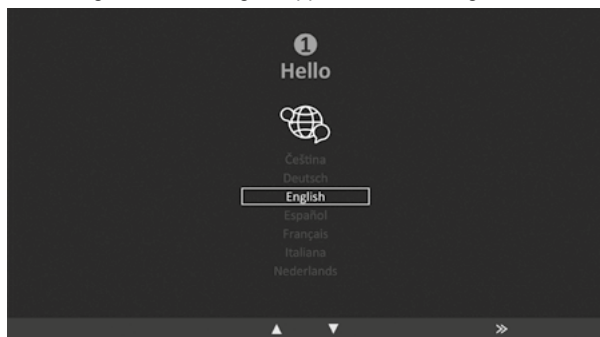 1
Hello
Čeština
Deutsch
English
Español
Français
Italiana
Nederlands